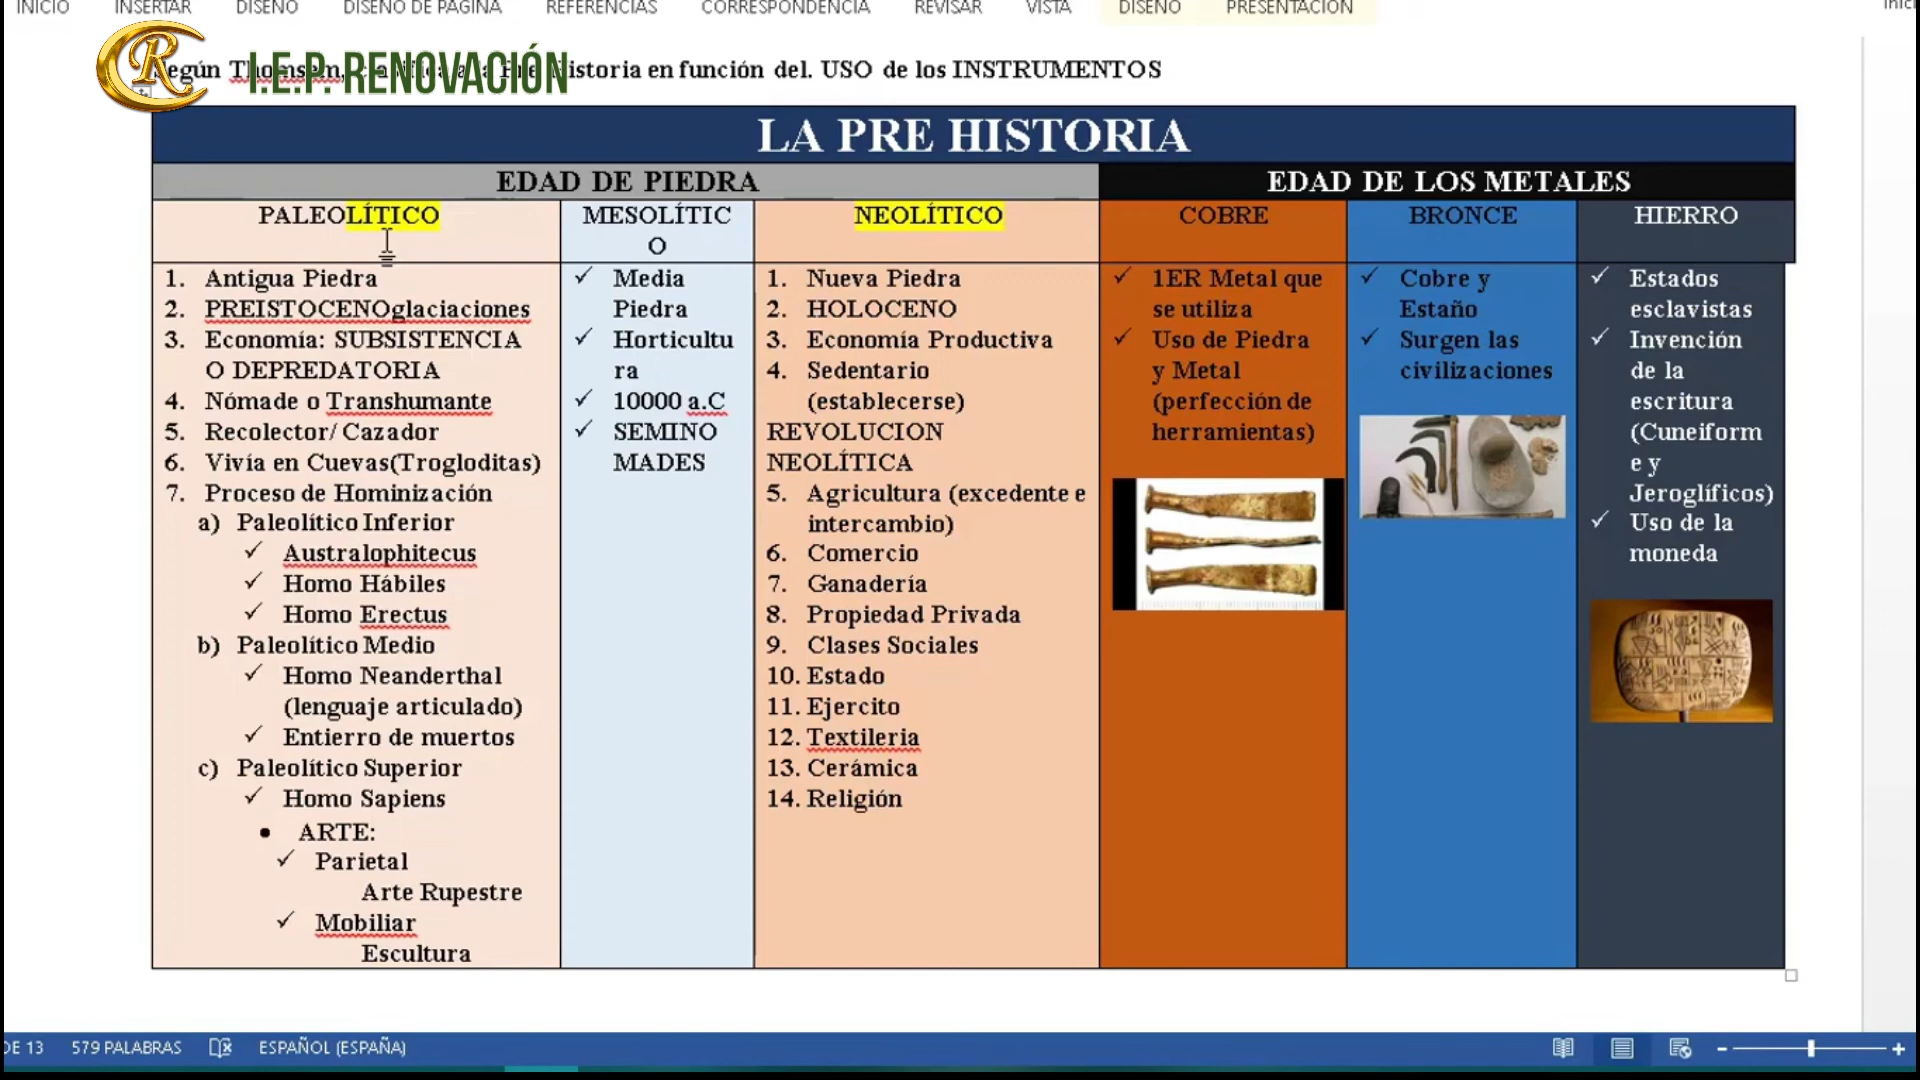 INICIO INSERTAR DISEÑO DISEÑO DE PÁGINA REFERENCIAS CORRESPONDENCIA REVISAR VISTA DISEÑO PRESENTACIÓN
I.E.P. RENOVACIÓN
Historia en función del. USO de los INSTRUMENTOS
LA PRE HISTORIA
EDAD DE PIEDRA
EDAD DE LOS METALES
PALEOLÍTICO
MESOLÍTIC
O
NEOLÍTICO
COBRE
BRONCE
HIERRO
1. Antigua Piedra
2. PREISTOCENOglaciaciones
3. Economía: SUBSISTENCIA
O DEPREDATORIA
4. Nómade o Transhumante
5. Recolector/ Cazador
6. Vivía en Cuevas(Trogloditas)
7. Proceso de Hominización
a) Paleolítico Inferior
✓ Australophitecus
✓ Homo Hábiles
✓ Homo Erectus
b) Paleolítico Medio
✓ Homo Neanderthal
(lenguaje articulado)
✓ Entierro de muertos
c) Paleolítico Superior
✓ Homo Sapiens
• ARTE:
✓ Parietal
Arte Rupestre
✓ Mobiliar
Escultura
✓ Media
Piedra
✓ Horticultu
ra
✓ 10000 a.C
✓ SEMINO
MADES
1. Nueva Piedra
2. HOLOCENO
3. Economía Productiva
4. Sedentario
(establecerse)
REVOLUCION
NEOLÍTICA
5. Agricultura (excedente e
intercambio)
6. Comercio
7. Ganadería
8. Propiedad Privada
9. Clases Sociales
10. Estado
11. Ejercito
12. Textileria
13. Cerámica
14. Religión
✓ 1ER Metal que
se utiliza
✓ Uso de Piedra
y Metal
(perfección de
herramientas)
✓ Cobre y
Estaño
✓ Surgen las
civilizaciones
✓ Estados
esclavistas
✓ Invención
de la
escritura
(Cuneiform
e y
Jeroglíficos)
✓ Uso de la
moneda
DE 13 579 PALABRAS ESPAÑOL (ESPAÑA)